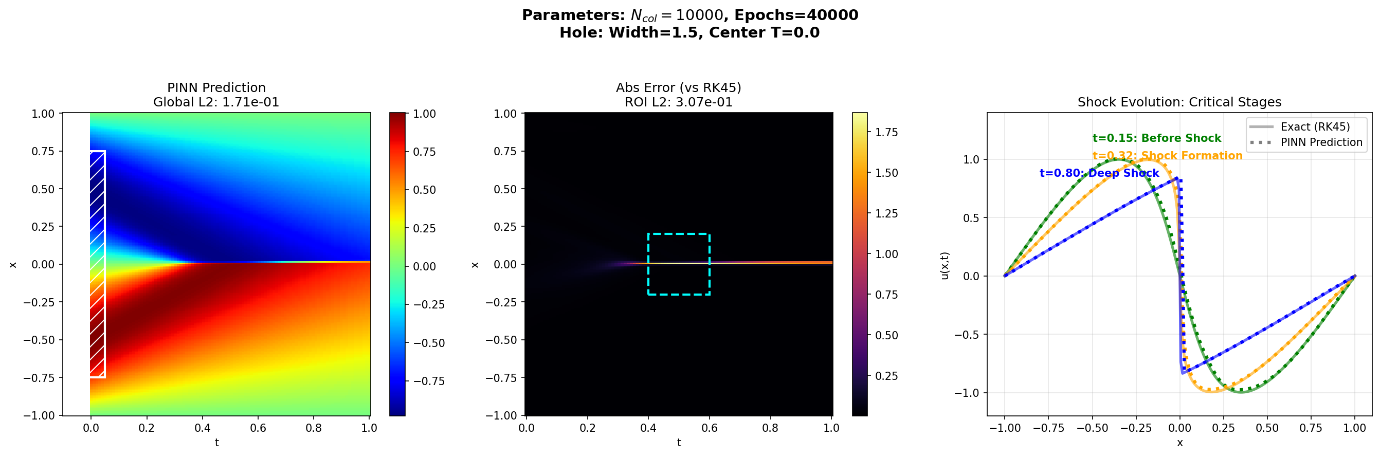 Parameters: N_col = 10000, Epochs=40000
Hole: Width=1.5, Center T=0.0
PINN Prediction
Global L2: 1.71e-01
1.00
0.75
0.50
0.25
0.00
−0.25
−0.50
−0.75
−1.00
x
0.0 0.2 0.4 0.6 0.8 1.0
t
1.00
0.75
0.50
0.25
0.00
−0.25
−0.50
−0.75
Abs Error (vs RK45)
ROI L2: 3.07e-01
1.00
0.75
0.50
0.25
0.00
−0.25
−0.50
−0.75
−1.00
x
0.0 0.2 0.4 0.6 0.8 1.0
t
1.75
1.50
1.25
1.00
0.75
0.50
0.25
Shock Evolution: Critical Stages
Exact (RK45)
PINN Prediction
t=0.15: Before Shock
t=0.32: Shock Formation
t=0.80: Deep Shock
1.0
0.5
0.0
−0.5
−1.0
u(x,t)
−1.00 −0.75 −0.50 −0.25 0.00 0.25 0.50 0.75 1.00
x